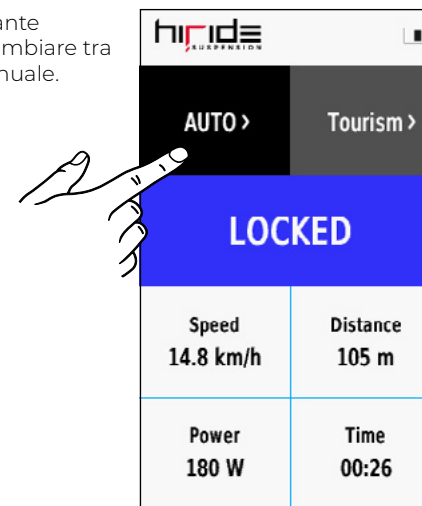 ante
mbiare tra
nuale.
hiride
SUSPENSION
AUTO >
Tourism >
LOCKED
Speed
14.8 km/h
Distance
105 m
Power
180 W
Time
00:26